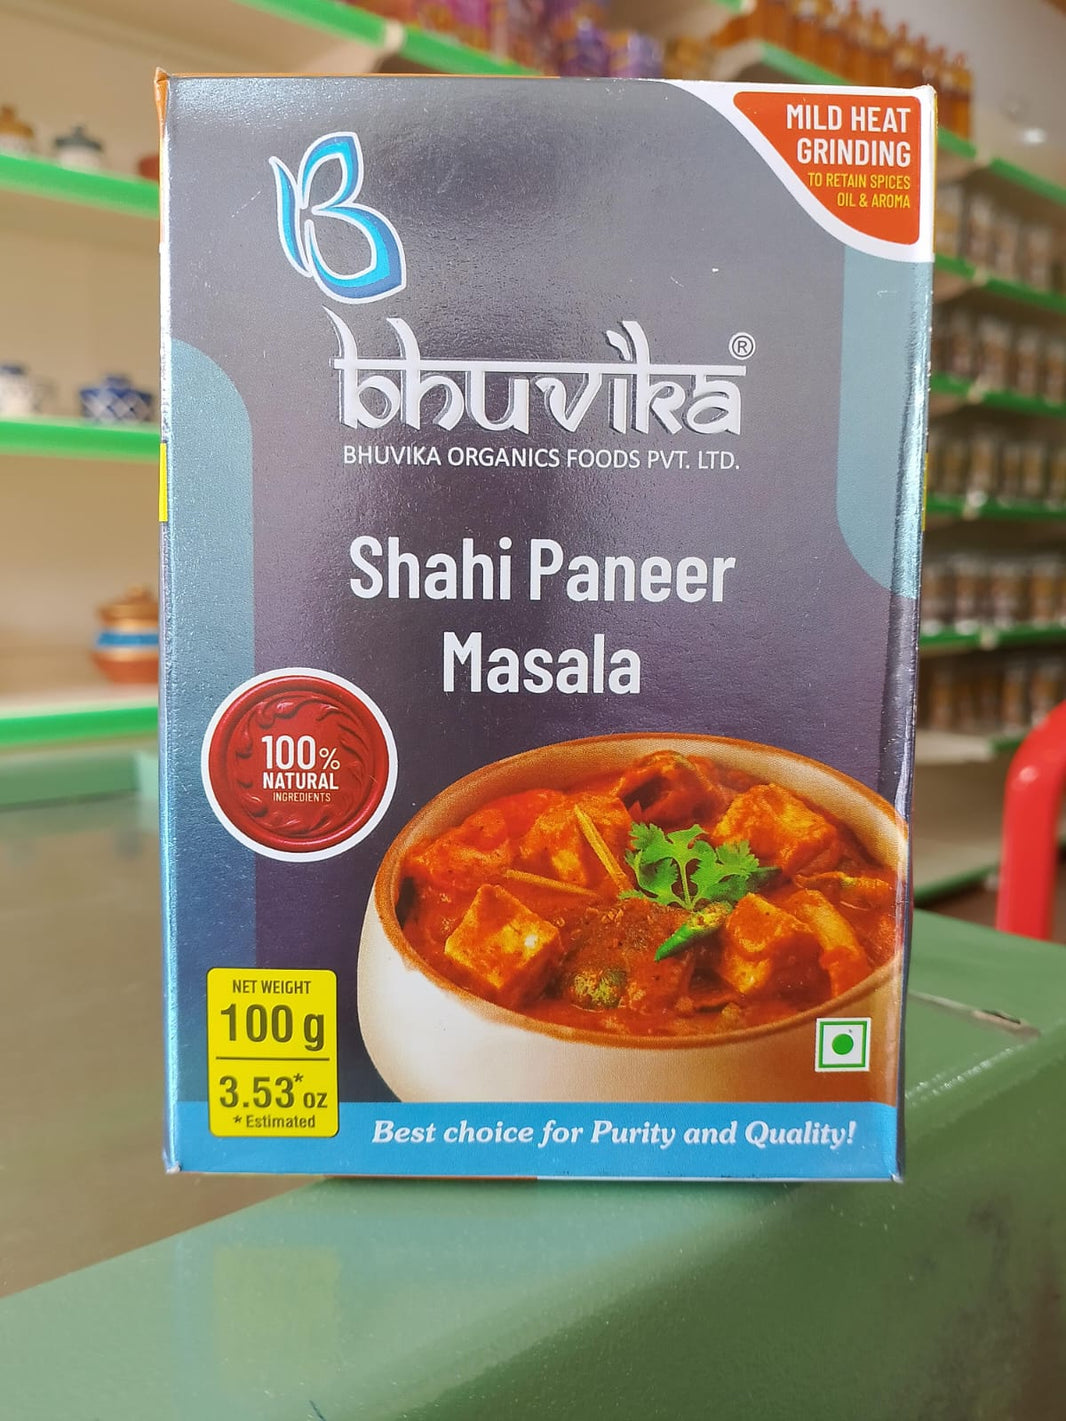 MILD HEAT
GRINDING
TO RETAIN SPICES
OIL & AROMA
B
bhuvika®
BHUVIKA ORGANICS FOODS PVT. LTD.
Shahi Paneer
Masala
100%
NATURAL
INGREDIENTS
NET WEIGHT
100 g
3.53* oz
* Estimated
Best choice for Purity and Quality!